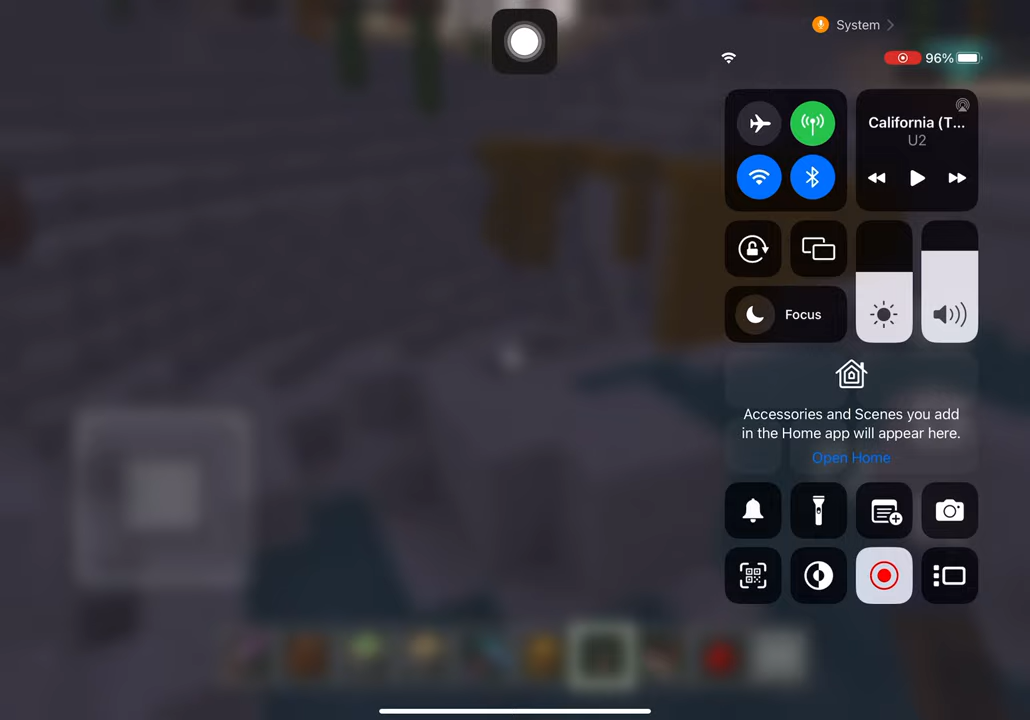 System
96%
California (T...
U2
Focus
Accessories and Scenes you add
in the Home app will appear here.
Open Home